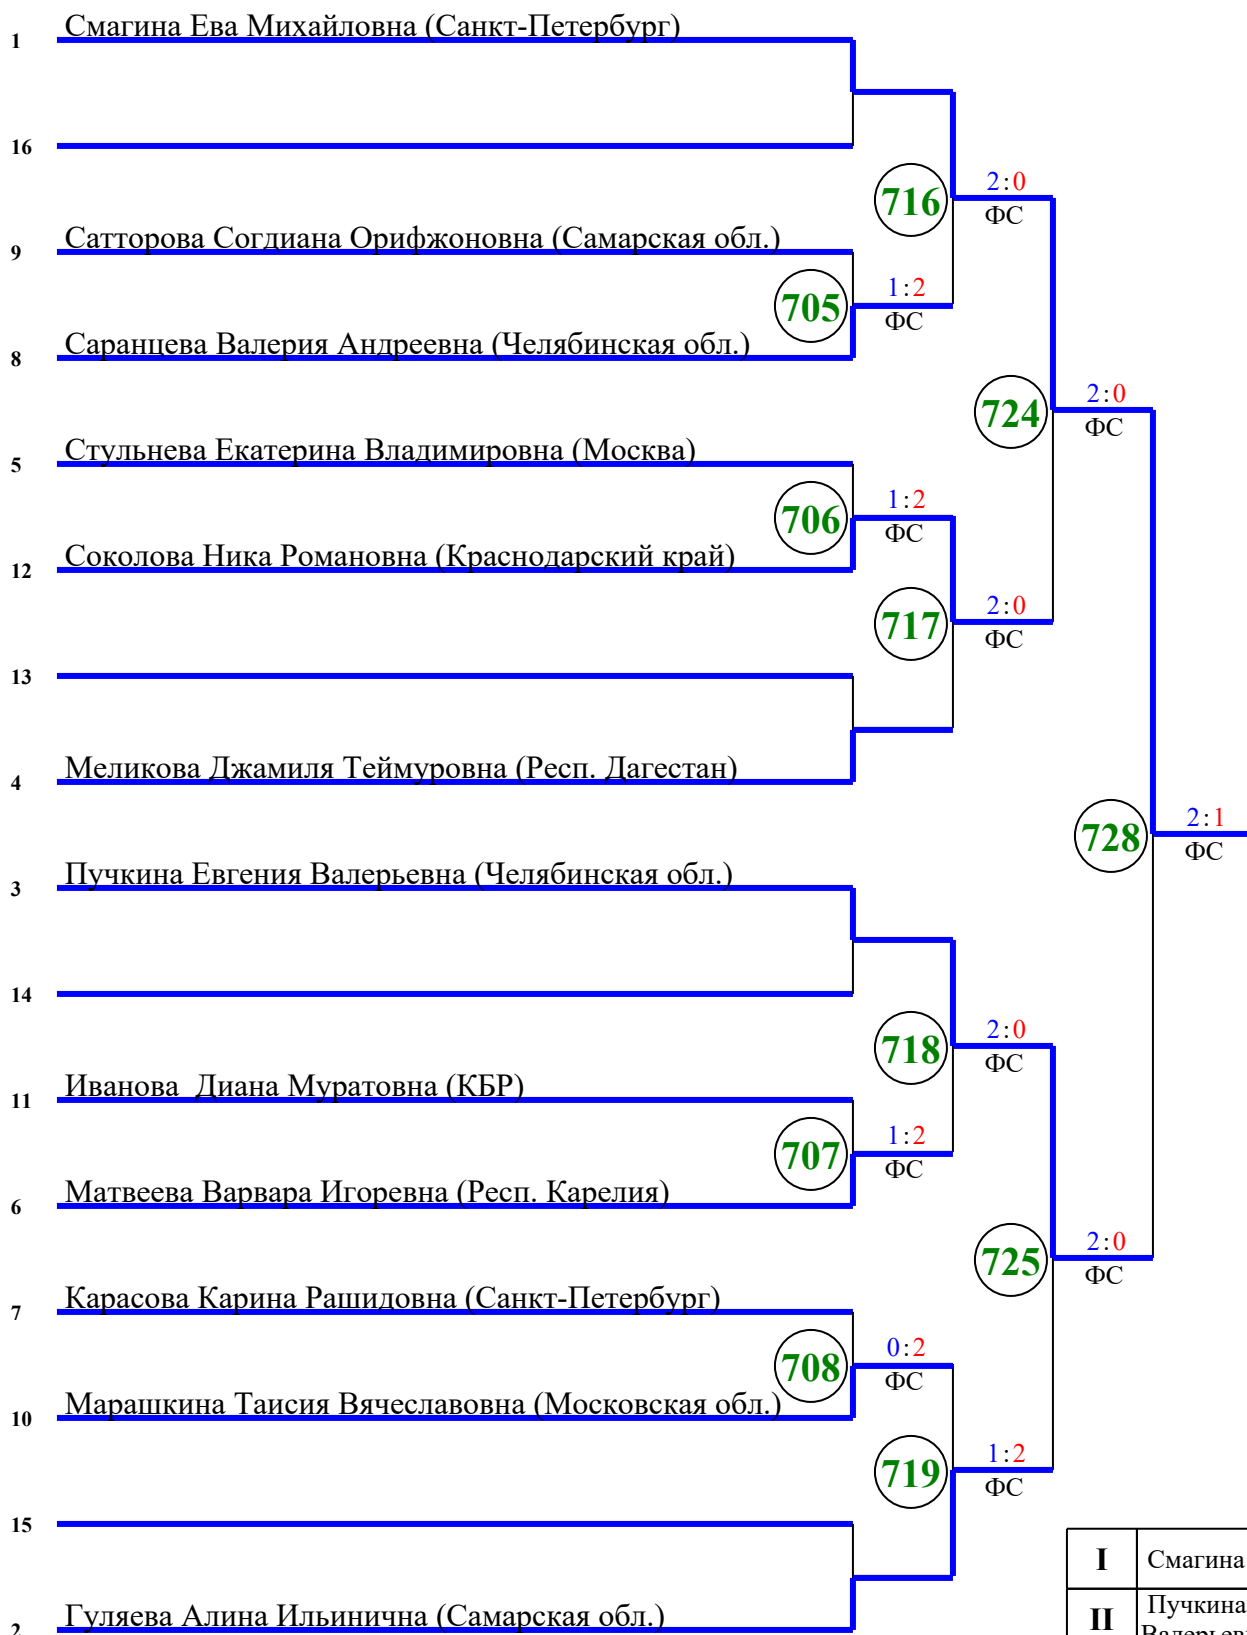 Смагина Ева Михайловна (Санкт-Петербург)
1
16
2:0
716
ФС
Сатторова Согдиана Орифжоновна (Самарская обл.)
9
1:2
705
ФС
Саранцева Валерия Андреевна (Челябинская обл.)
8
2:0
724
ФС
Стульнева Екатерина Владимировна (Москва)
5
1:2
706
ФС
Соколова Ника Романовна (Краснодарский край)
12
2:0
717
ФС
13
Меликова Джамиля Теймуровна (Респ. Дагестан)
4
2:1
728
ФС
Пучкина Евгения Валерьевна (Челябинская обл.)
3
14
2:0
718
ФС
Иванова Диана Муратовна (КБР)
11
1:2
707
ФС
Матвеева Варвара Игоревна (Респ. Карелия)
6
2:0
725
ФС
Карасова Карина Рашидовна (Санкт-Петербург)
7
0:2
708
ФС
Марашкина Таисия Вячеславовна (Московская обл.)
10
1:2
719
ФС
15
I Смагина
Гуляева Алина Ильинична (Самарская обл.)
2
II Пучкина